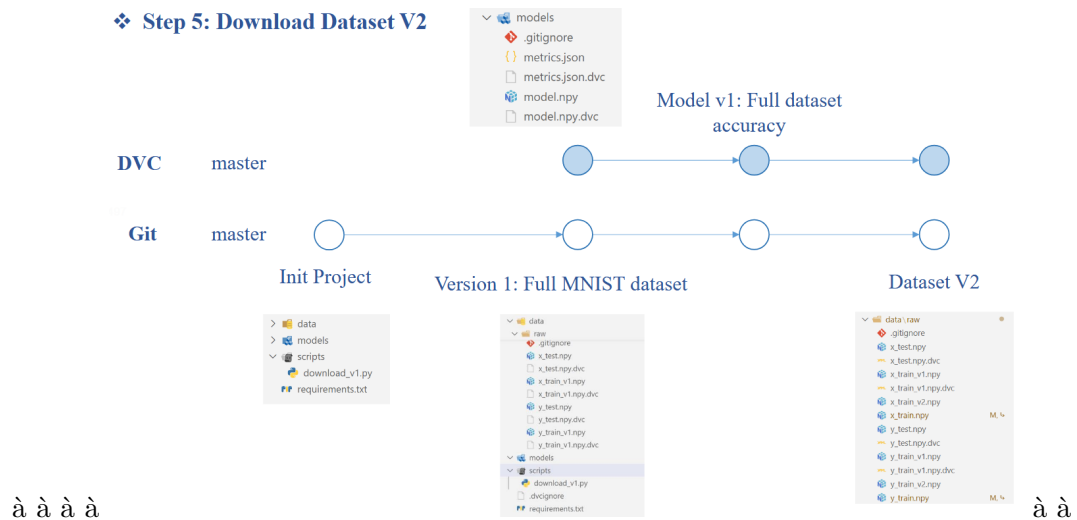 ❖ Step 5: Download Dataset V2
models
.gitignore
metrics.json
metrics.json.dvc
model.npy
model.npy.dvc
Model v1: Full dataset
accuracy
DVC master
Git master
Init Project
Version 1: Full MNIST dataset
Dataset V2
data
models
scripts
download_v1.py
requirements.txt
data
raw
.gitignore
x_test.npy
x_test.npy.dvc
x_train_v1.npy
x_train_v1.npy.dvc
y_test.npy
y_test.npy.dvc
y_train_v1.npy
y_train_v1.npy.dvc
models
scripts
download_v1.py
.dvcignore
requirements.txt
data\raw
.gitignore
x_test.npy
x_test.npy.dvc
x_train_v1.npy
x_train_v1.npy.dvc
x_train_v2.npy
x_train.npy M, ↳
y_test.npy
y_test.npy.dvc
y_train_v1.npy
y_train_v1.npy.dvc
y_train_v2.npy
y_train.npy M, ↳
à à à à
à à